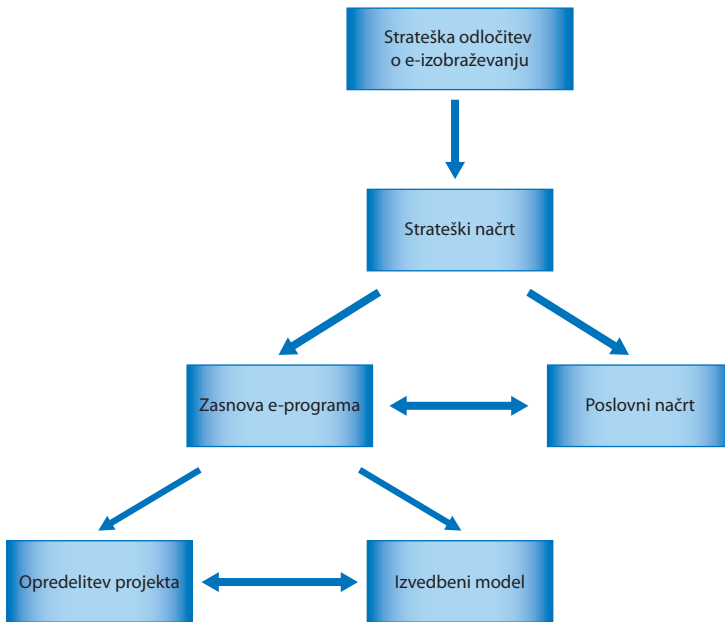 Strateška odločitev
o e-izobraževanju
Strateški načrt
Zasnova e-programa
Poslovni načrt
Opredelitev projekta
Izvedbeni model